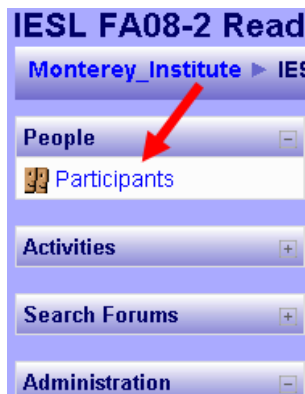 IESL FA08-2 Read
Monterey_Institute ► IES
People
Participants
Activities
Search Forums
Administration